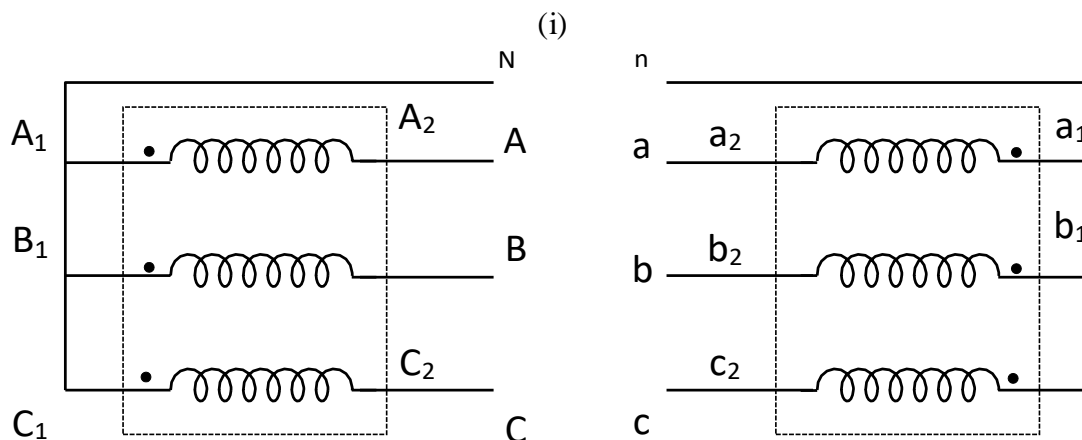 (i)
N n
A₁ A₂ A a a₂ a₁
B₁ B b b₂ b₁
C₂ c₂
C₁ C c